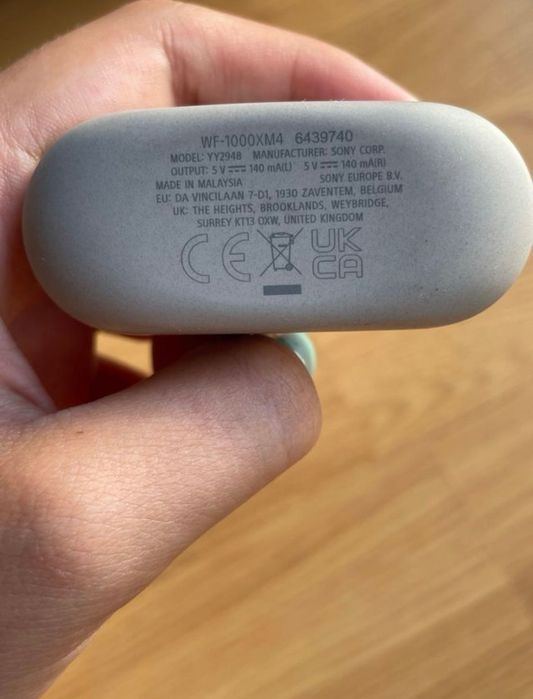 WF-1000XM4 6439740
MODEL: YY2948 MANUFACTURER: SONY CORP.
OUTPUT: 5 V ⎓ 140 mA(L) 5 V ⎓ 140 mA(R)
MADE IN MALAYSIA SONY EUROPE B.V.
EU: DA VINCILAAN 7-D1, 1930 ZAVENTEM, BELGIUM
UK: THE HEIGHTS, BROOKLANDS, WEYBRIDGE,
SURREY KT13 0XW, UNITED KINGDOM
CE UK
CA